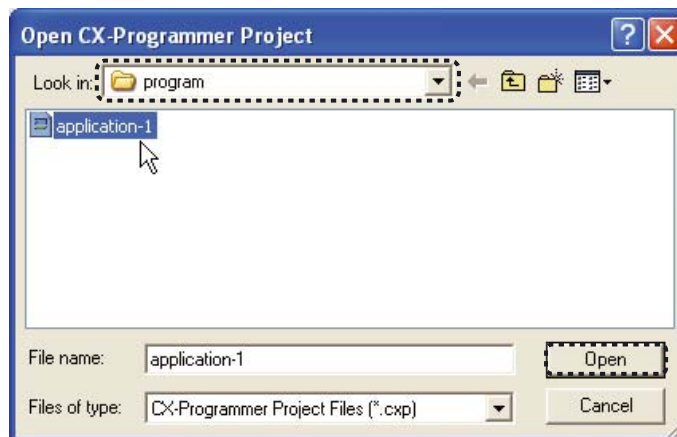 Open CX-Programmer Project
Look in: program
application-1
File name: application-1 Open
Files of type: CX-Programmer Project Files (*.cxp) Cancel